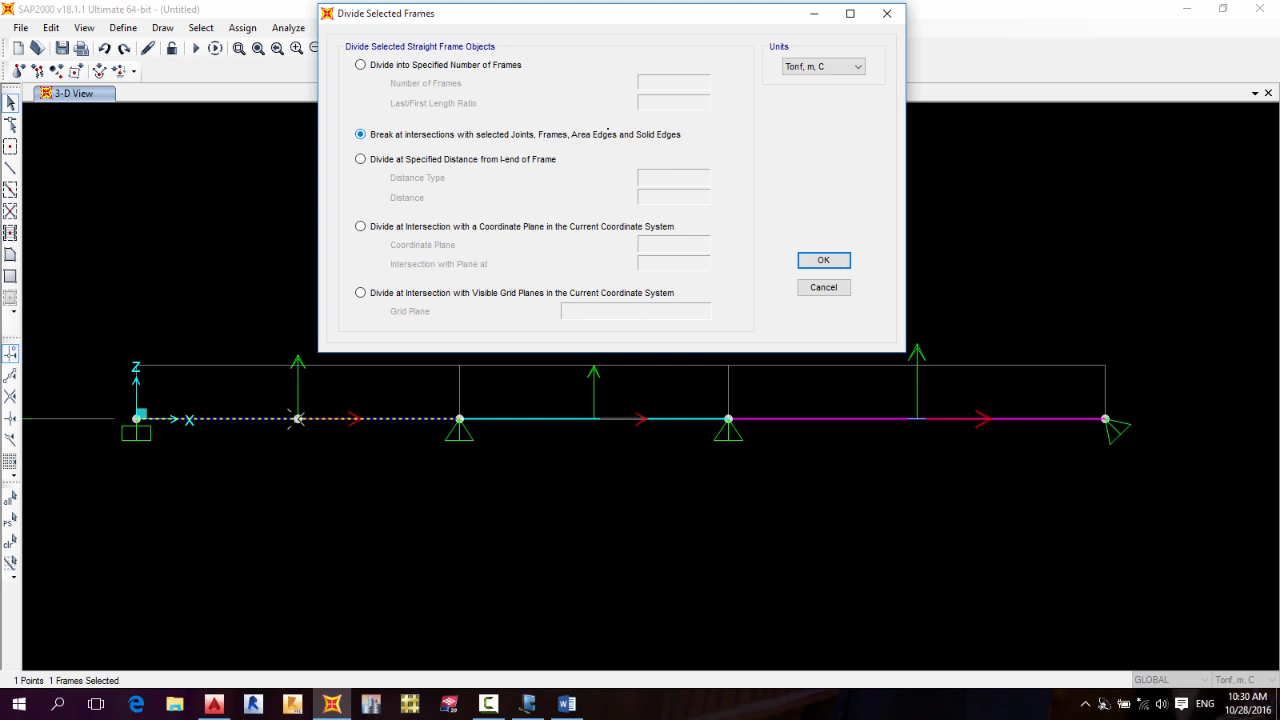 SAP2000 v18.1.1 Ultimate 64-bit - (Untitled)
File Edit View Define Draw Select Assign Analyze
3-D View
Divide Selected Frames
Divide Selected Straight Frame Objects
Divide into Specified Number of Frames
Number of Frames
Last/First Length Ratio
Break at intersections with selected Joints, Frames, Area Edges and Solid Edges
Divide at Specified Distance from I-end of Frame
Distance Type
Distance
Divide at Intersection with a Coordinate Plane in the Current Coordinate System
Coordinate Plane
Intersection with Plane at
Divide at Intersection with Visible Grid Planes in the Current Coordinate System
Grid Plane
Units
Tonf, m, C
OK
Cancel
Z
X
all
PS
clr
1 Points 1 Frames Selected
GLOBAL
Tonf, m, C
ENG
10:30 AM
10/28/2016